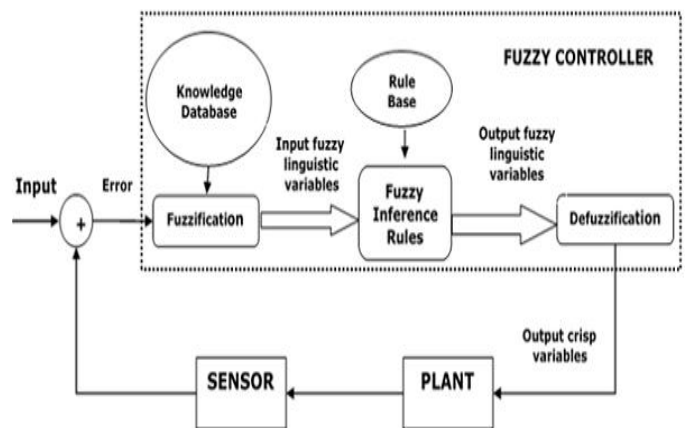 FUZZY CONTROLLER
Knowledge
Database
Rule
Base
Input fuzzy
linguistic
variables
Output fuzzy
linguistic
variables
Input
Error
+
Fuzzification
Fuzzy
Inference
Rules
Defuzzification
Output crisp
variables
SENSOR
PLANT